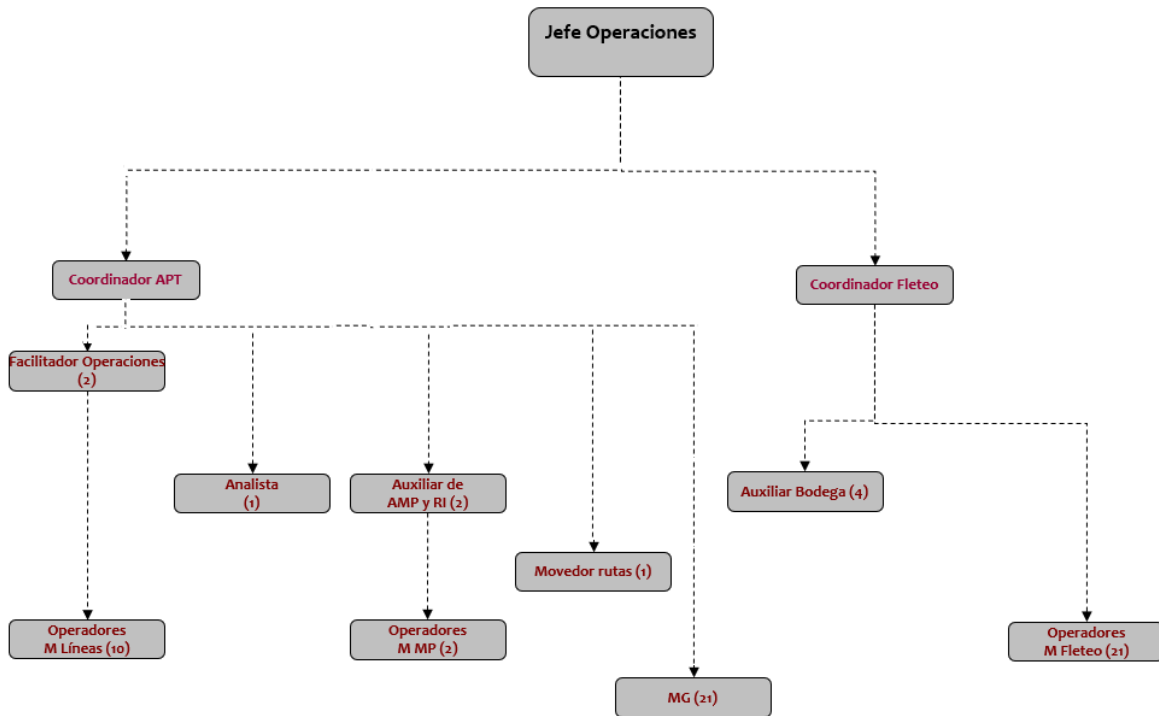 Jefe Operaciones
Coordinador APT
Coordinador Fleteo
Facilitador Operaciones
(2)
Analista
(1)
Auxiliar de
AMP y RI (2)
Auxiliar Bodega (4)
Movedor rutas (1)
Operadores
M Líneas (10)
Operadores
M MP (2)
Operadores
M Fleteo (21)
MG (21)